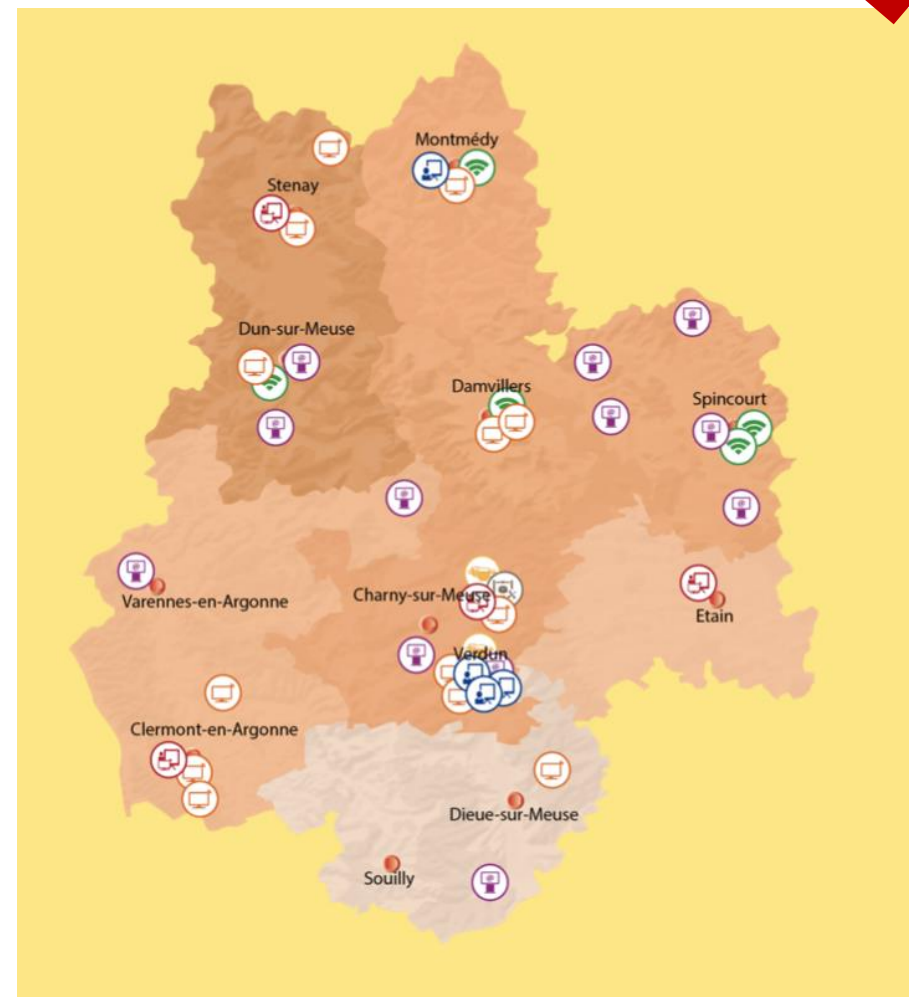 Montmédy
Stenay
Dun-sur-Meuse
Damvillers
Spincourt
Varennes-en-Argonne
Charny-sur-Meuse
Etain
Verdun
Clermont-en-Argonne
Dieue-sur-Meuse
Souilly